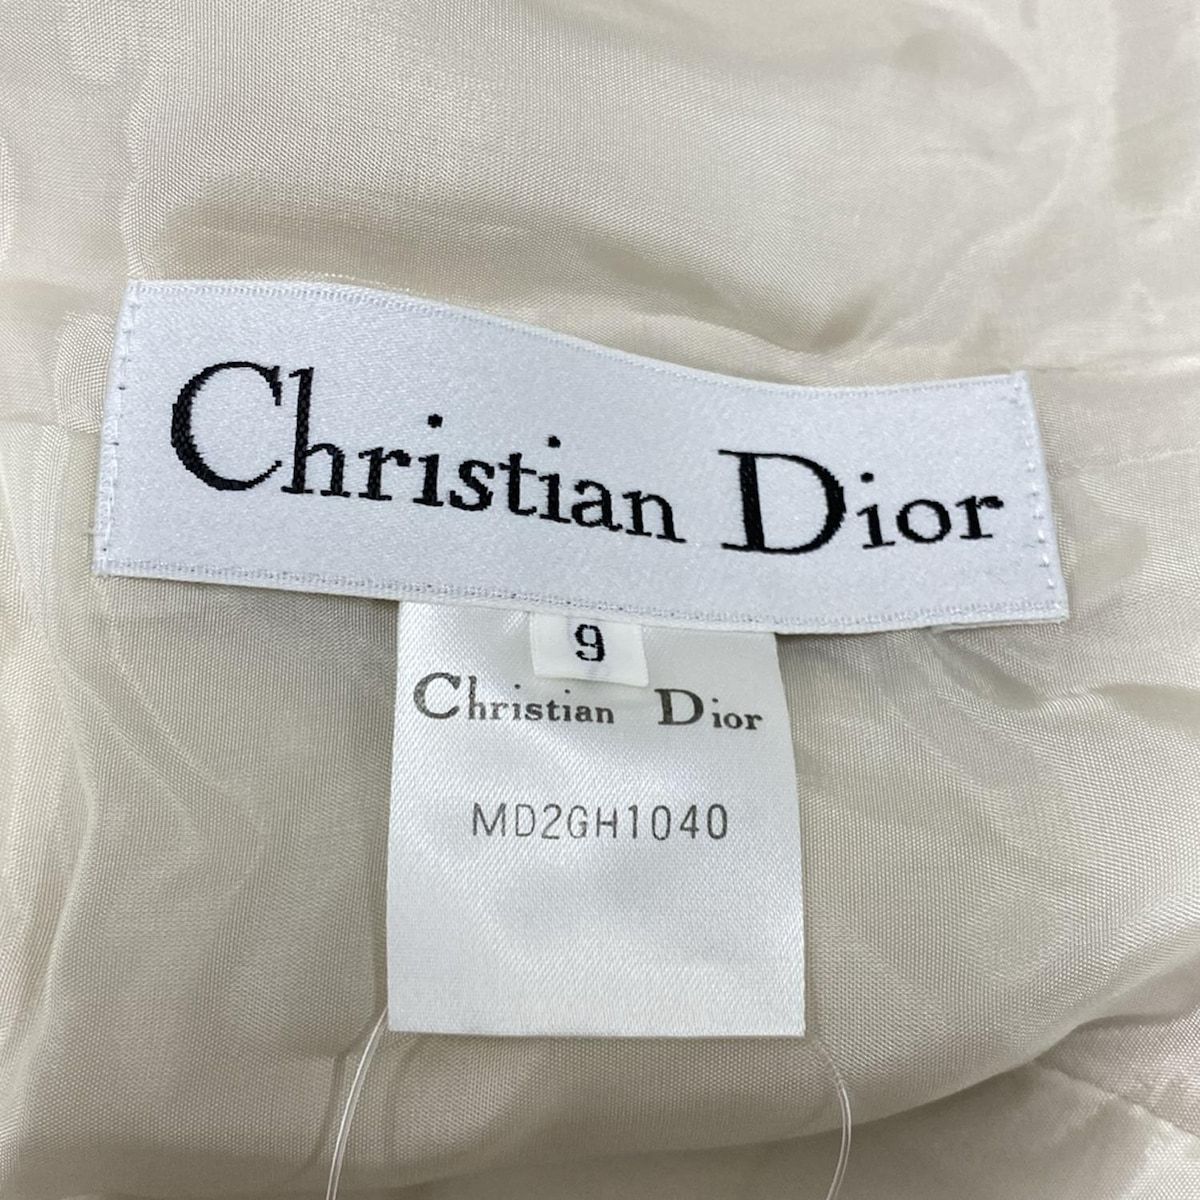 Christian Dior
9
Christian Dior
MD2GH1040